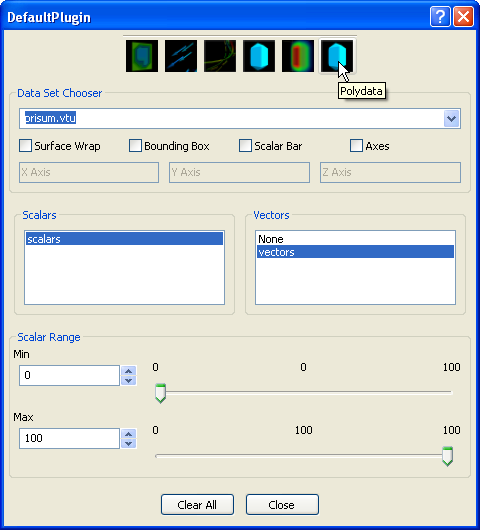 DefaultPlugin
Polydata
Data Set Chooser
prisum.vtu
Surface Wrap Bounding Box Scalar Bar Axes
X Axis Y Axis Z Axis
Scalars Vectors
scalars None
vectors
Scalar Range
Min
0 0 100
0
Max
0 100 100
100
Clear All Close